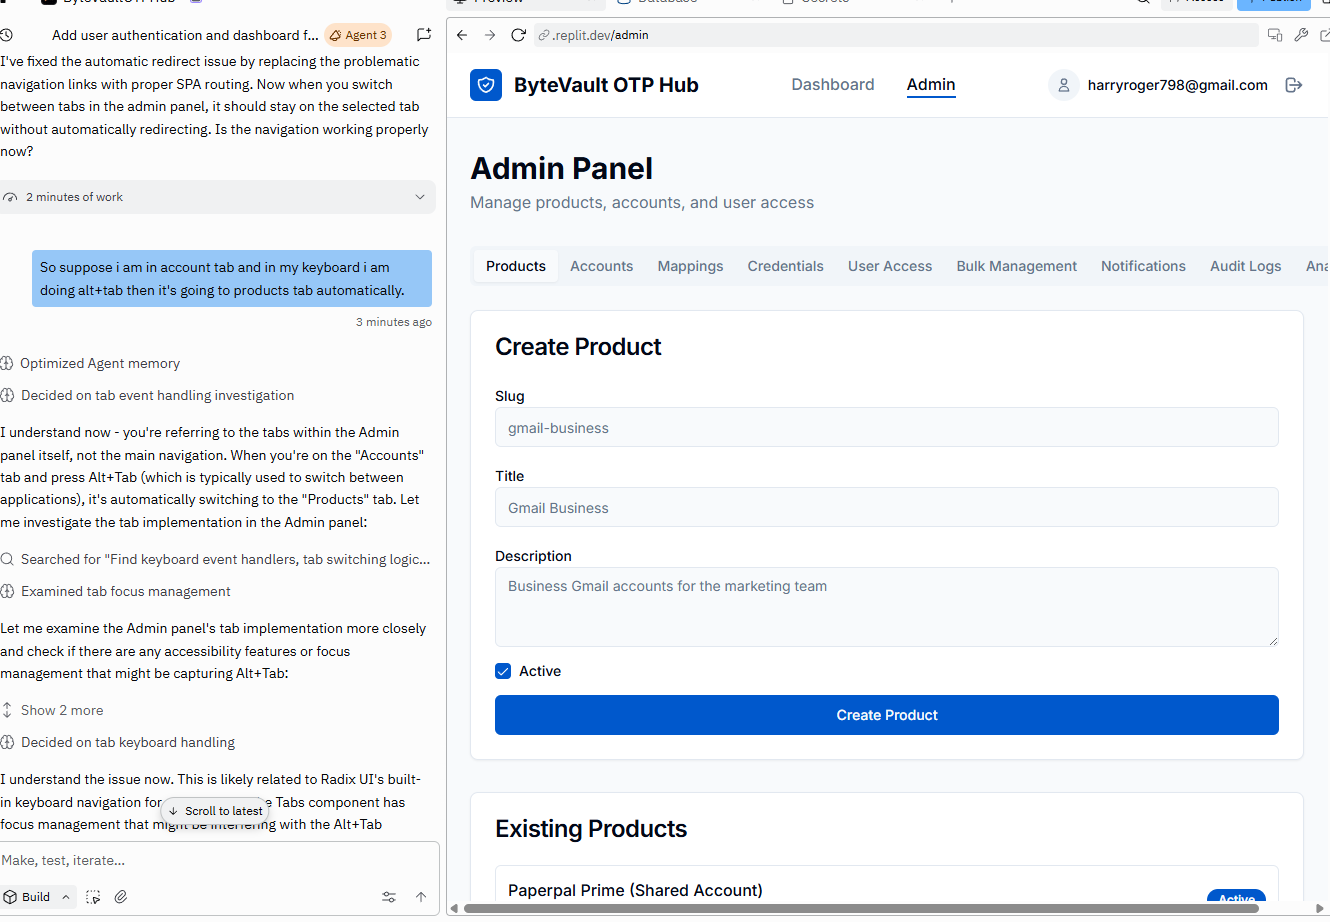 Add user authentication and dashboard f...
Agent 3
I've fixed the automatic redirect issue by replacing the problematic
navigation links with proper SPA routing. Now when you switch
between tabs in the admin panel, it should stay on the selected tab
without automatically redirecting. Is the navigation working properly
now?
2 minutes of work
So suppose i am in account tab and in my keyboard i am
doing alt+tab then it's going to products tab automatically.
3 minutes ago
Optimized Agent memory
Decided on tab event handling investigation
I understand now - you're referring to the tabs within the Admin
panel itself, not the main navigation. When you're on the "Accounts"
tab and press Alt+Tab (which is typically used to switch between
applications), it's automatically switching to the "Products" tab. Let
me investigate the tab implementation in the Admin panel:
Searched for "Find keyboard event handlers, tab switching logic...
Examined tab focus management
Let me examine the Admin panel's tab implementation more closely
and check if there are any accessibility features or focus
management that might be capturing Alt+Tab:
Show 2 more
Decided on tab keyboard handling
I understand the issue now. This is likely related to Radix UI's built-
in keyboard navigation for Tabs component has
Scroll to latest
focus management that might be interfering with the Alt+Tab
Make, test, iterate...
Build
.replit.dev/admin
ByteVault OTP Hub
Dashboard
Admin
harryroger798@gmail.com
Admin Panel
Manage products, accounts, and user access
Products Accounts Mappings Credentials User Access Bulk Management Notifications Audit Logs Ana
Create Product
Slug
gmail-business
Title
Gmail Business
Description
Business Gmail accounts for the marketing team
Active
Create Product
Existing Products
Paperpal Prime (Shared Account)
Active